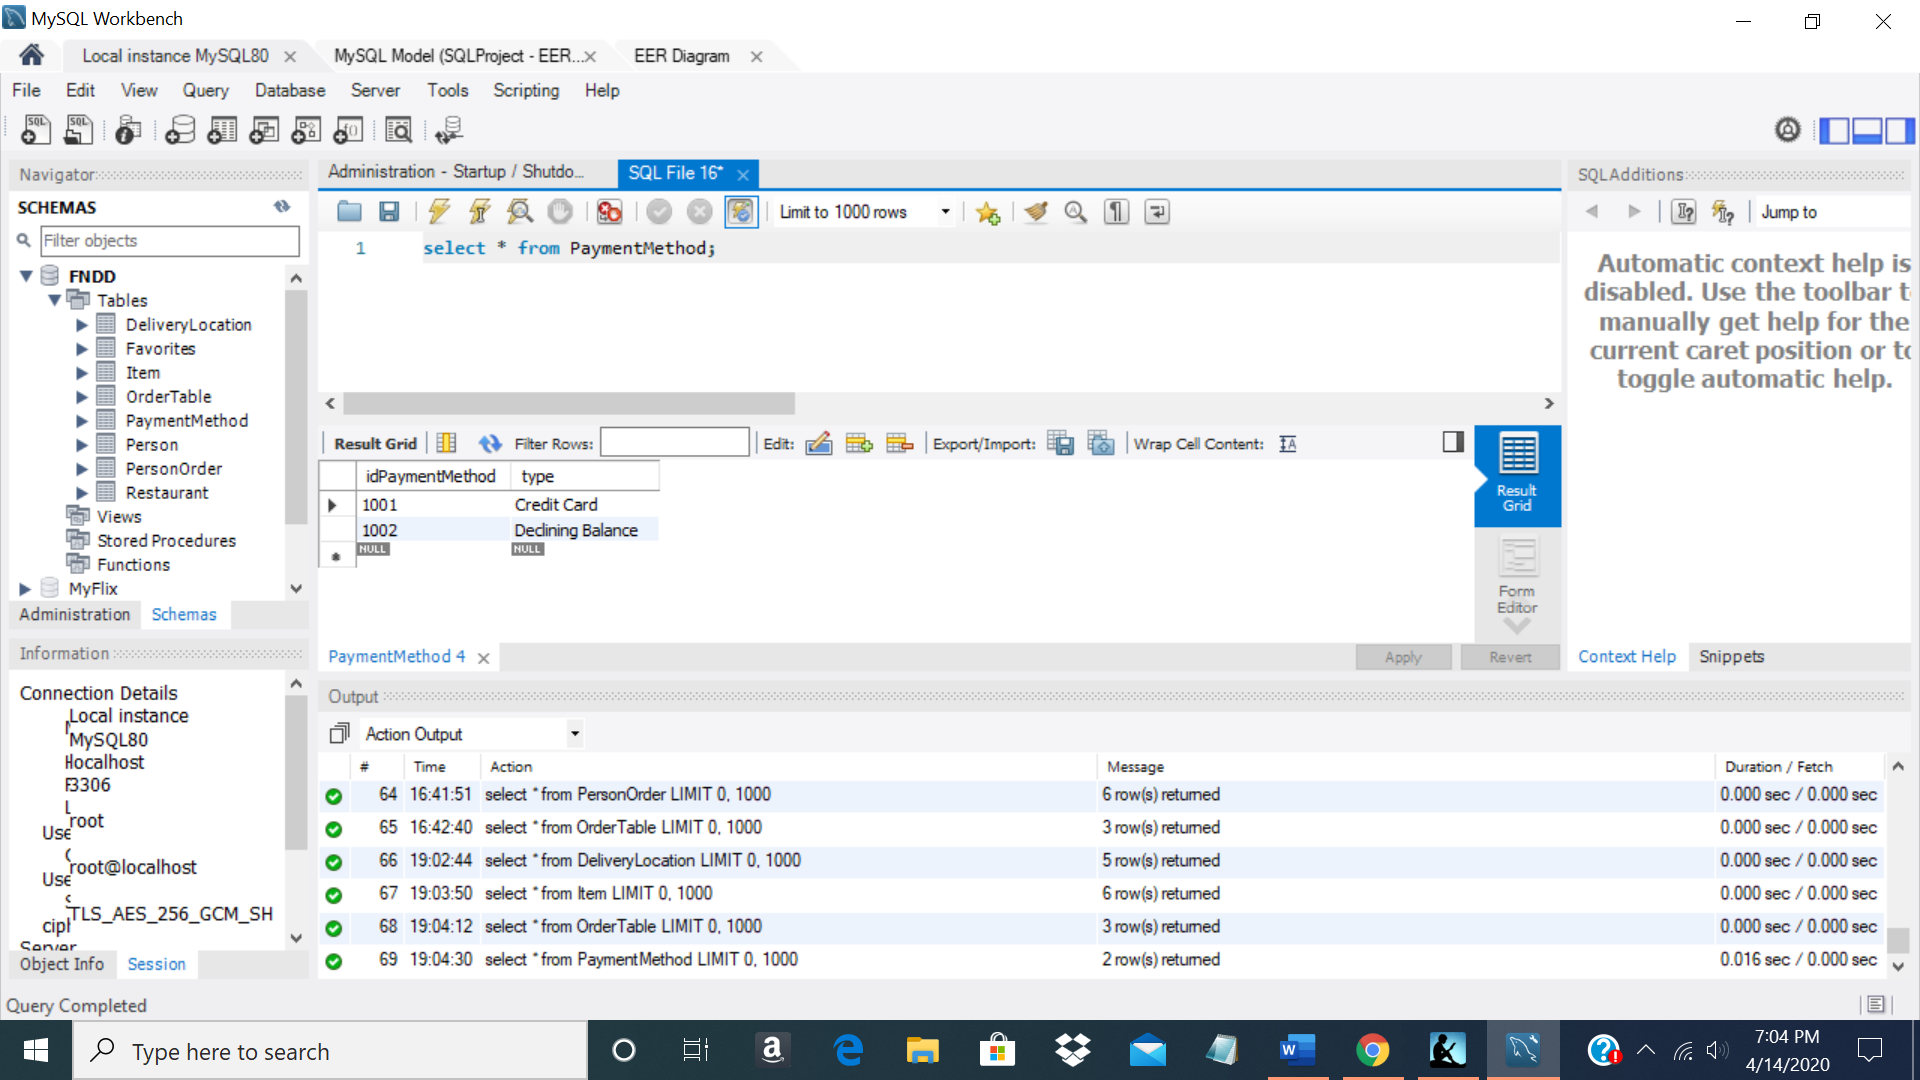 MySQL Workbench
Local instance MySQL80
MySQL Model (SQLProject - EER...
EER Diagram
File Edit View Query Database Server Tools Scripting Help
Navigator
SCHEMAS
Filter objects
FNDD
Tables
DeliveryLocation
Favorites
Item
OrderTable
PaymentMethod
Person
PersonOrder
Restaurant
Views
Stored Procedures
Functions
MyFlix
Administration Schemas
Information
Connection Details
Local instance
MySQL80
localhost
3306
root
Use
root@localhost
Use
TLS_AES_256_GCM_SH
ciph
Server
Object Info Session
Query Completed
Administration - Startup / Shutdo...
SQL File 16*
Limit to 1000 rows
1 select * from PaymentMethod;
Result Grid Filter Rows: Edit: Export/Import: Wrap Cell Content:
idPaymentMethod type
1001 Credit Card
1002 Declining Balance
NULL NULL
Result
Grid
Form
Editor
PaymentMethod 4
Apply Revert
SQLAdditions
Jump to
Automatic context help is
disabled. Use the toolbar t
manually get help for the
current caret position or to
toggle automatic help.
Context Help Snippets
Output
Action Output
# Time Action Message Duration / Fetch
64 16:41:51 select * from PersonOrder LIMIT 0, 1000 6 row(s) returned 0.000 sec / 0.000 sec
65 16:42:40 select * from OrderTable LIMIT 0, 1000 3 row(s) returned 0.000 sec / 0.000 sec
66 19:02:44 select * from DeliveryLocation LIMIT 0, 1000 5 row(s) returned 0.000 sec / 0.000 sec
67 19:03:50 select * from Item LIMIT 0, 1000 6 row(s) returned 0.000 sec / 0.000 sec
68 19:04:12 select * from OrderTable LIMIT 0, 1000 3 row(s) returned 0.000 sec / 0.000 sec
69 19:04:30 select * from PaymentMethod LIMIT 0, 1000 2 row(s) returned 0.016 sec / 0.000 sec
Type here to search
7:04 PM
4/14/2020